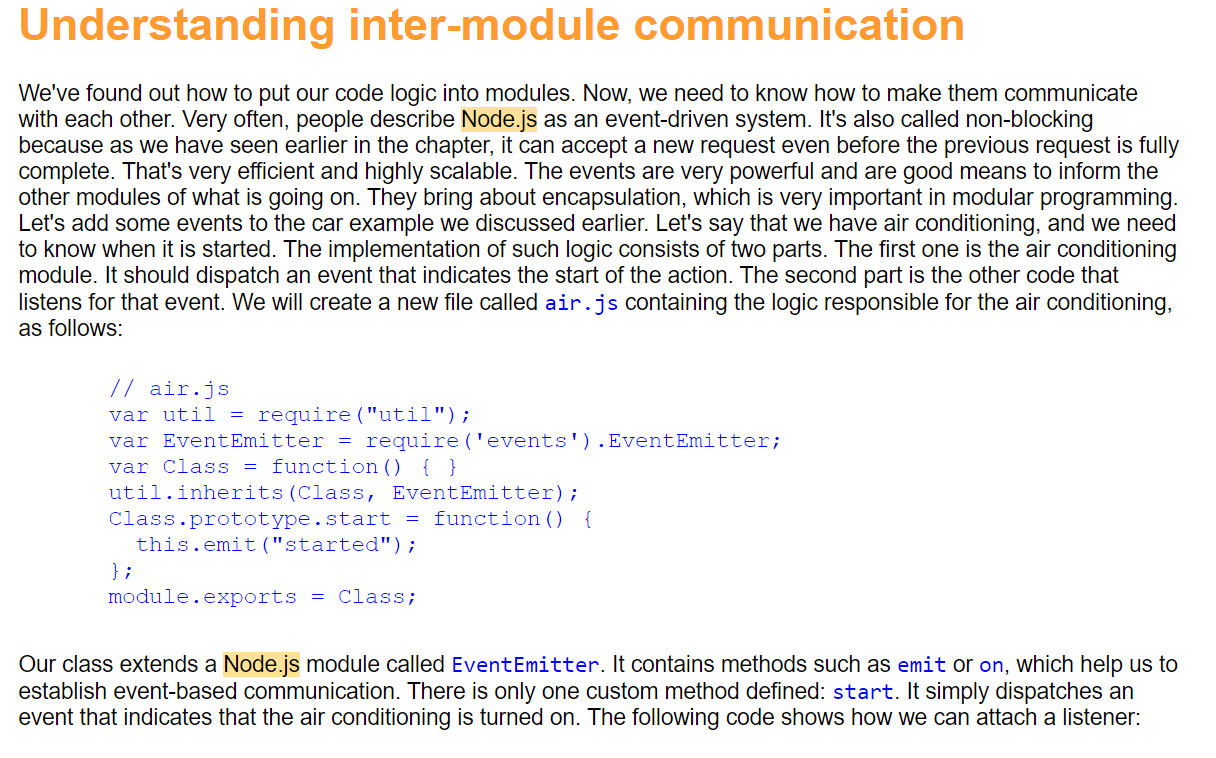 Understanding inter-module communication
We've found out how to put our code logic into modules. Now, we need to know how to make them communicate
with each other. Very often, people describe Node.js as an event-driven system. It's also called non-blocking
because as we have seen earlier in the chapter, it can accept a new request even before the previous request is fully
complete. That's very efficient and highly scalable. The events are very powerful and are good means to inform the
other modules of what is going on. They bring about encapsulation, which is very important in modular programming.
Let's add some events to the car example we discussed earlier. Let's say that we have air conditioning, and we need
to know when it is started. The implementation of such logic consists of two parts. The first one is the air conditioning
module. It should dispatch an event that indicates the start of the action. The second part is the other code that
listens for that event. We will create a new file called air.js containing the logic responsible for the air conditioning,
as follows:
// air.js
var util = require("util");
var EventEmitter = require('events').EventEmitter;
var Class = function() { }
util.inherits(Class, EventEmitter);
Class.prototype.start = function() {
  this.emit("started");
};
module.exports = Class;
Our class extends a Node.js module called EventEmitter. It contains methods such as emit or on, which help us to
establish event-based communication. There is only one custom method defined: start. It simply dispatches an
event that indicates that the air conditioning is turned on. The following code shows how we can attach a listener: